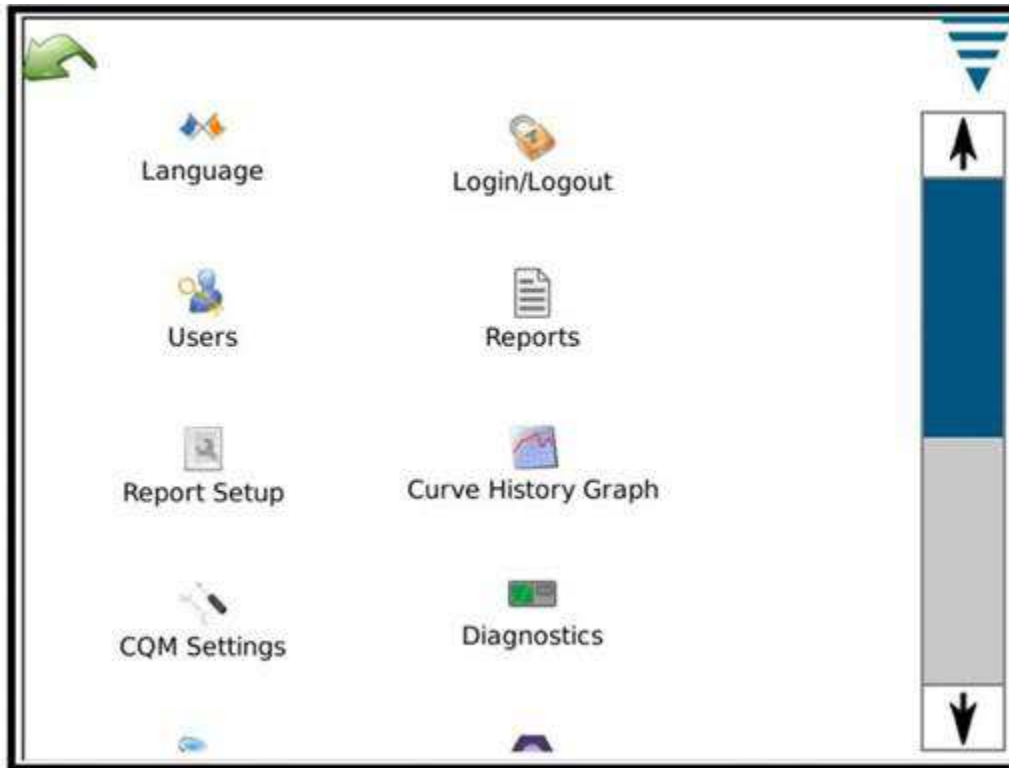 Language
Login/Logout
Users
Reports
Report Setup
Curve History Graph
CQM Settings
Diagnostics